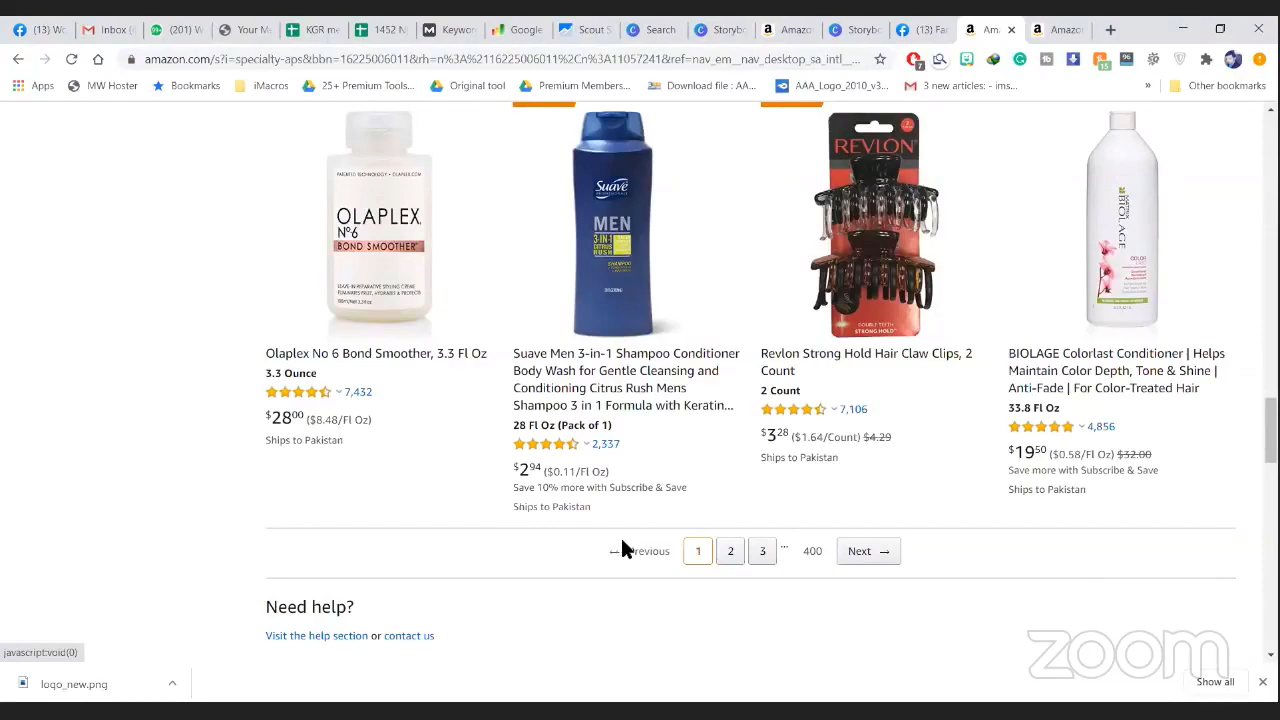 (13) Wo
Inbox (
(201) \
Your M
KGR me
1452 N
Keywor
Google
Scout S
Search
Storybo
Amazo
Storybo
(13) Fa
Ama
Amazo
amazon.com/s?i=specialty-aps&bbn=16225006011&rh=n%3A%2116225006011%2Cn%3A11057241&ref=nav_em__nav_desktop_sa_intl_...
Apps
MW Hoster
Bookmarks
iMacros
25+ Premium Tools...
Original tool
Premium Members...
Download file : AA...
AAA_Logo_2010_v3...
3 new articles: - ims...
»
Other bookmarks
OLAPLEX.
Nº6
BOND SMOOTHER
Suave
MEN
3-IN-1
CITRUS
RUSH
REVLON
DOUBLE TEETH
STRONG HOLD
MATRIX
BIOLAGE
COLOR
Olaplex No 6 Bond Smoother, 3.3 Fl Oz
3.3 Ounce
7,432
$28 00 ($8.48/Fl Oz)
Ships to Pakistan
Suave Men 3-in-1 Shampoo Conditioner
Body Wash for Gentle Cleansing and
Conditioning Citrus Rush Mens
Shampoo 3 in 1 Formula with Keratin...
28 Fl Oz (Pack of 1)
2,337
$2 94 ($0.11/Fl Oz)
Save 10% more with Subscribe & Save
Ships to Pakistan
Revlon Strong Hold Hair Claw Clips, 2
Count
2 Count
7,106
$3 28 ($1.64/Count) $4.29
Ships to Pakistan
BIOLAGE Colorlast Conditioner | Helps
Maintain Color Depth, Tone & Shine |
Anti-Fade | For Color-Treated Hair
33.8 Fl Oz
4,856
$19 50 ($0.58/Fl Oz) $32.00
Save more with Subscribe & Save
Ships to Pakistan
← Previous 1 2 3 ... 400 Next →
Need help?
Visit the help section or contact us
javascript:void(0)
zoom
logo_new.png
Show all